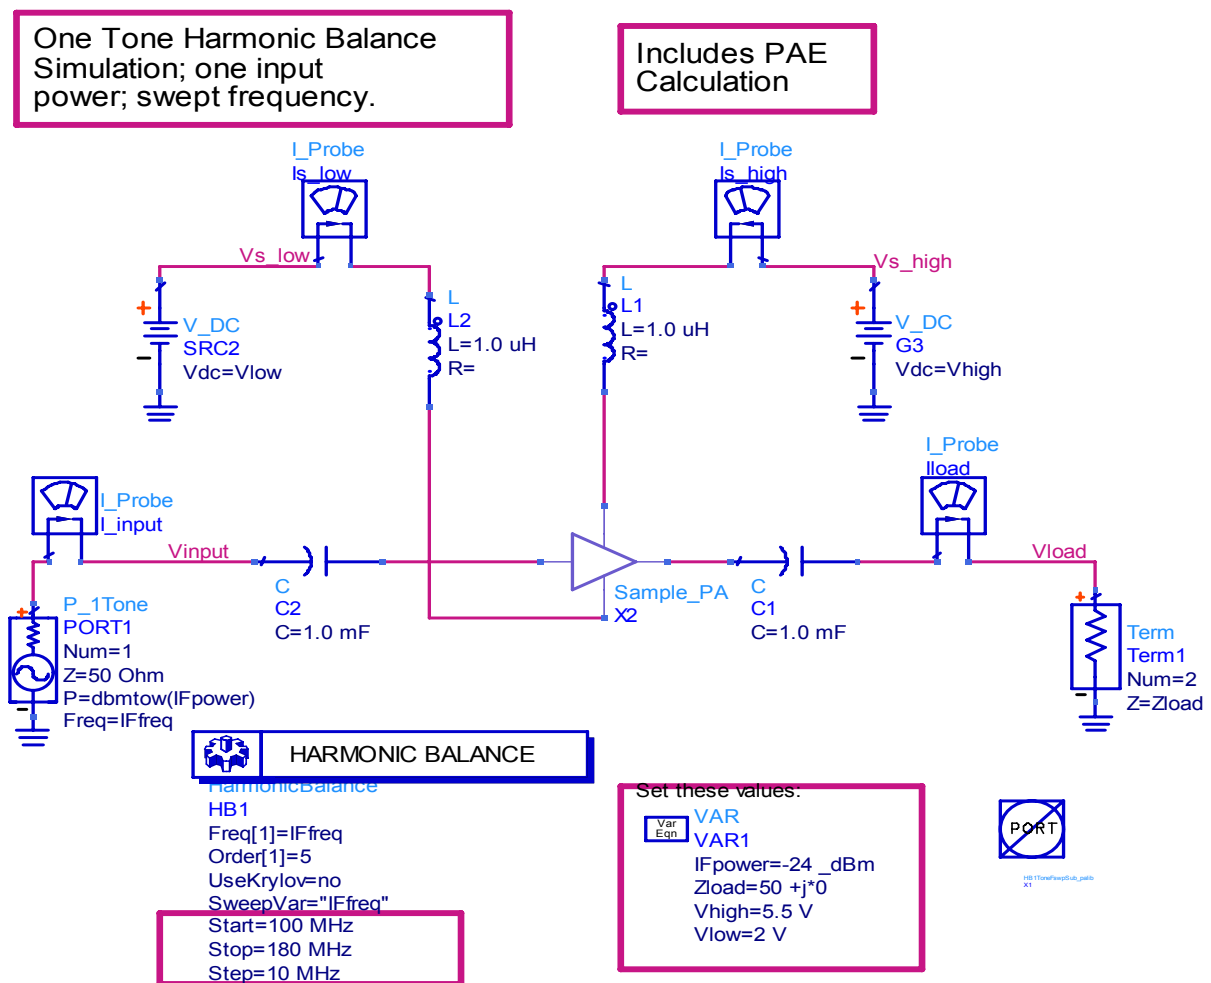 One Tone Harmonic Balance
Simulation; one input
power; swept frequency.
Includes PAE
Calculation
I_Probe
Is_low
I_Probe
Is_high
Vs_low
Vs_high
+
V_DC
SRC2
Vdc=Vlow
L
L2
L=1.0 uH
R=
L
L1
L=1.0 uH
R=
+
V_DC
G3
Vdc=Vhigh
I_Probe
I_input
I_Probe
Iload
Vinput
Vload
C
C2
C=1.0 mF
Sample_PA
X2
C
C1
C=1.0 mF
+
P_1Tone
PORT1
Num=1
Z=50 Ohm
P=dbmtow(IFpower)
Freq=IFfreq
+
Term
Term1
Num=2
Z=Zload
HARMONIC BALANCE
HarmonicBalance
HB1
Freq[1]=IFfreq
Order[1]=5
UseKrylov=no
SweepVar="IFfreq"
Start=100 MHz
Stop=180 MHz
Step=10 MHz
Set these values:
Var
Eqn
VAR
VAR1
IFpower=-24 _dBm
Zload=50 +j*0
Vhigh=5.5 V
Vlow=2 V
PORT
X1